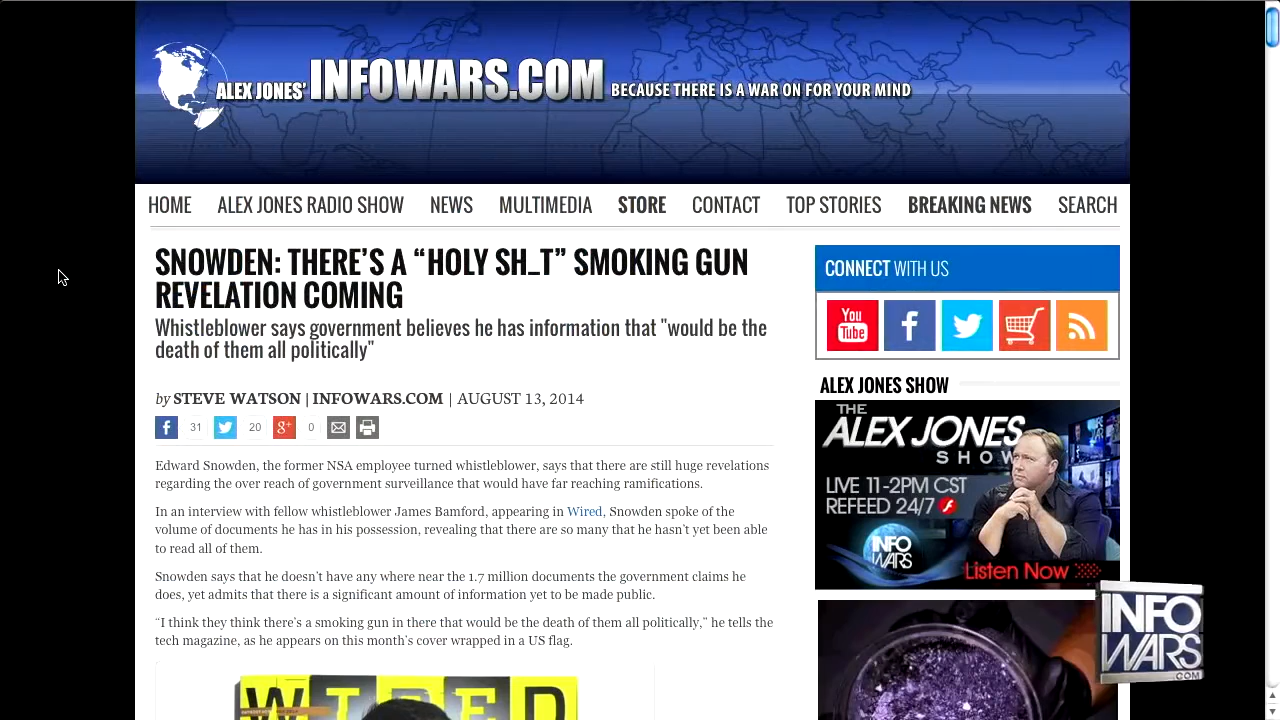 ALEX JONES' INFOWARS.COM BECAUSE THERE IS A WAR ON FOR YOUR MIND
HOME ALEX JONES RADIO SHOW NEWS MULTIMEDIA STORE CONTACT TOP STORIES BREAKING NEWS SEARCH
SNOWDEN: THERE'S A “HOLY SH_T” SMOKING GUN
REVELATION COMING
Whistleblower says government believes he has information that "would be the
death of them all politically"
by STEVE WATSON | INFOWARS.COM | AUGUST 13, 2014
31 20 0
Edward Snowden, the former NSA employee turned whistleblower, says that there are still huge revelations
regarding the over reach of government surveillance that would have far reaching ramifications.
In an interview with fellow whistleblower James Bamford, appearing in Wired, Snowden spoke of the
volume of documents he has in his possession, revealing that there are so many that he hasn't yet been able
to read all of them.
Snowden says that he doesn't have any where near the 1.7 million documents the government claims he
does, yet admits that there is a significant amount of information yet to be made public.
“I think they think there's a smoking gun in there that would be the death of them all politically,” he tells the
tech magazine, as he appears on this month's cover wrapped in a US flag.
WIRED
CONNECT WITH US
You
Tube
ALEX JONES SHOW
THE
ALEX JONES
SHOW
LIVE 11-2PM CST
REFEED 24/7
INFO
WARS
Listen Now
INFO
WARS
.COM